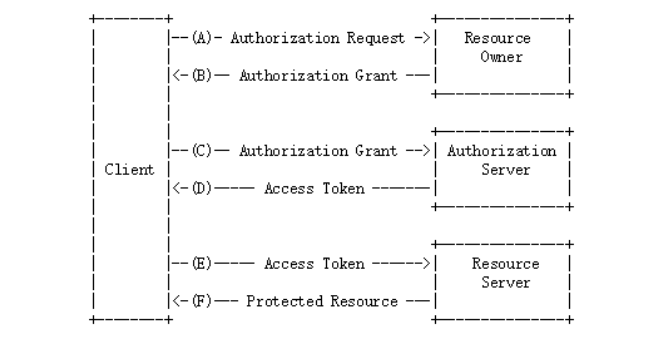 (A) Authorization Request
Resource
Owner
(B) Authorization Grant
(C) Authorization Grant
Authorization
Server
Client
(D) Access Token
(E) Access Token
Resource
Server
(F) Protected Resource